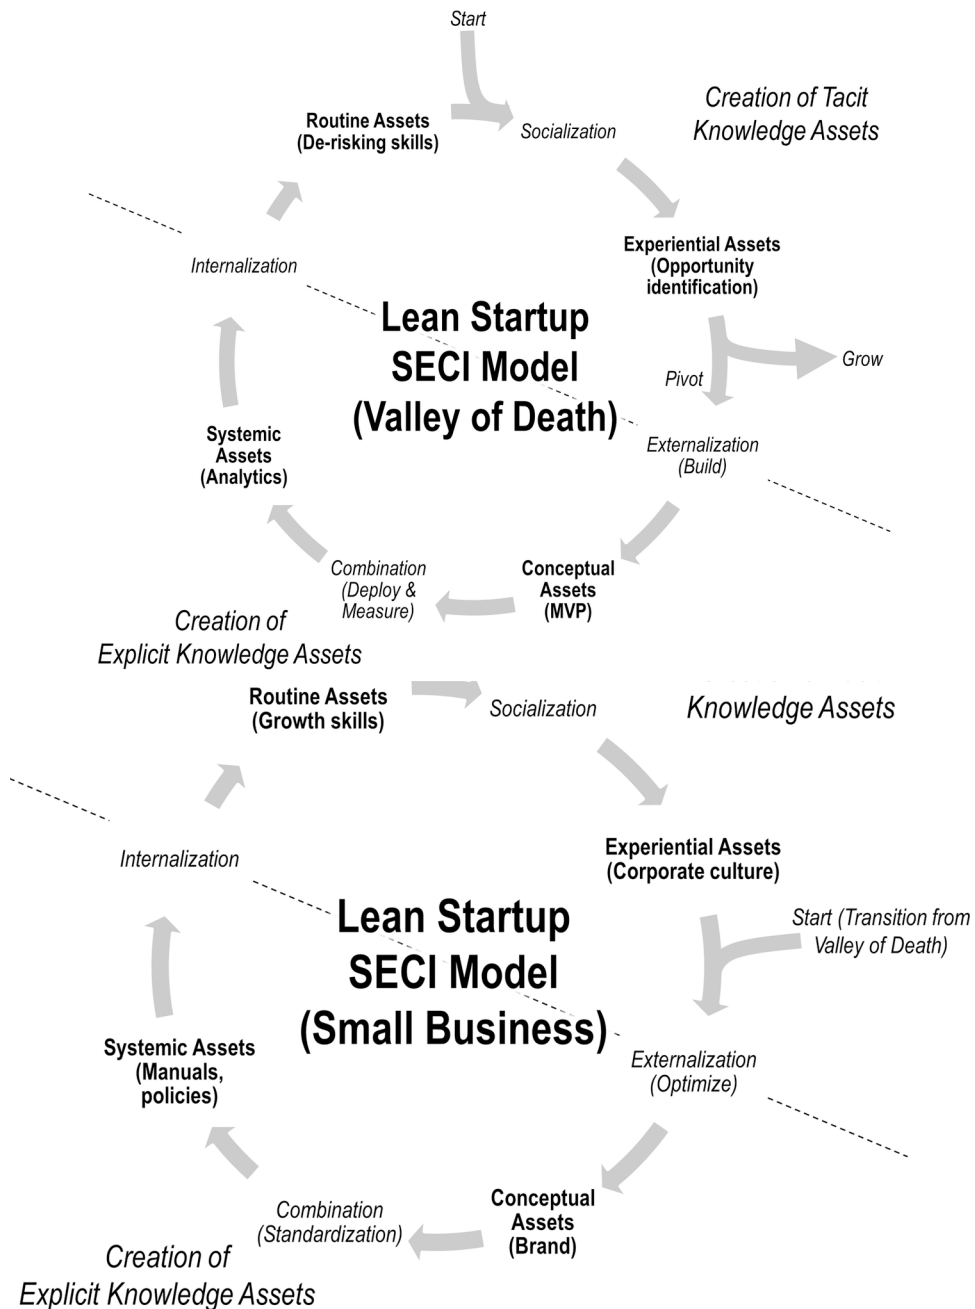 Start
Routine Assets
(De-risking skills)
Socialization
Creation of Tacit
Knowledge Assets
Experiential Assets
(Opportunity
identification)
Internalization
Lean Startup
SECI Model
(Valley of Death)
Pivot
Grow
Externalization
(Build)
Systemic
Assets
(Analytics)
Conceptual
Assets
(MVP)
Combination
(Deploy &
Measure)
Creation of
Explicit Knowledge Assets
Routine Assets
(Growth skills)
Socialization
Knowledge Assets
Experiential Assets
(Corporate culture)
Internalization
Start (Transition from
Valley of Death)
Lean Startup
SECI Model
(Small Business)
Externalization
(Optimize)
Systemic Assets
(Manuals,
policies)
Conceptual
Assets
(Brand)
Combination
(Standardization)
Creation of
Explicit Knowledge Assets